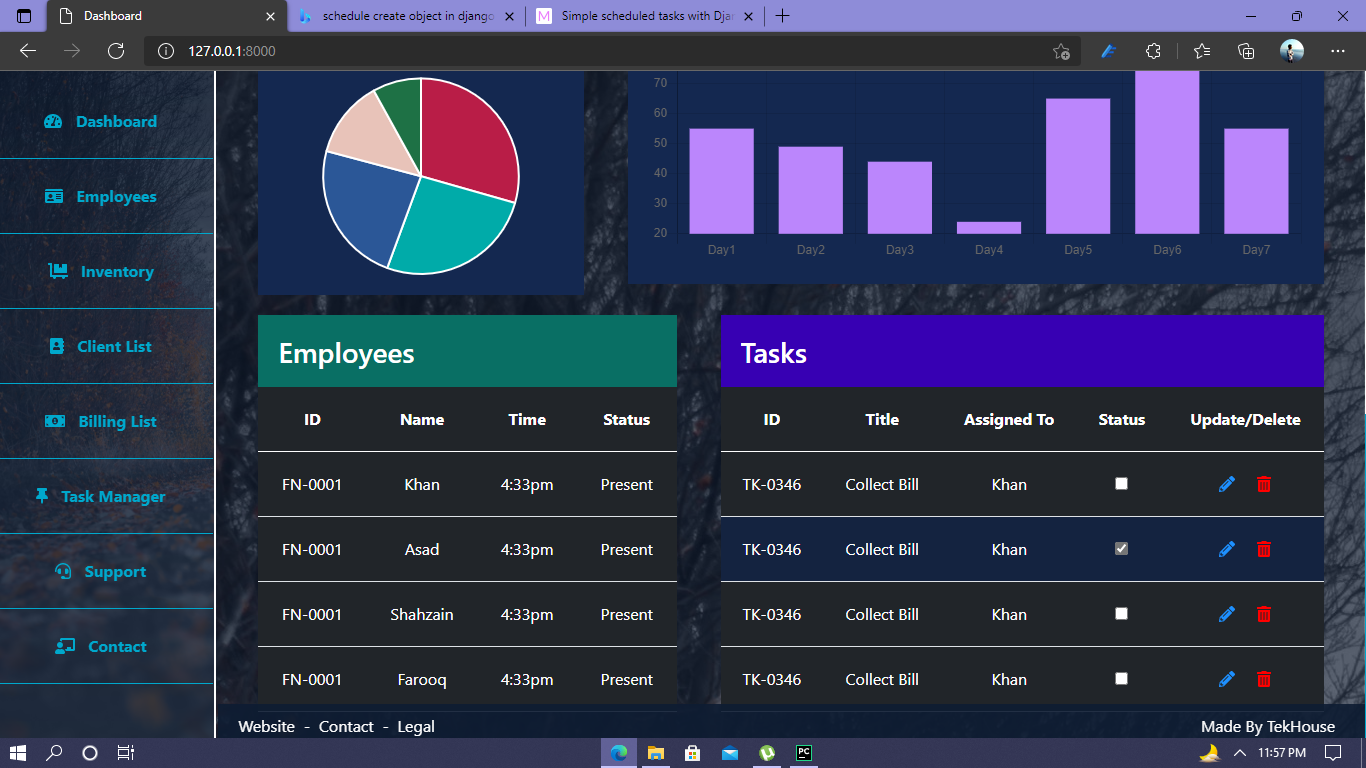 Dashboard
schedule create object in django
Simple scheduled tasks with Djan
127.0.0.1:8000
Dashboard
Employees
Inventory
Client List
Billing List
Task Manager
Support
Contact
70
60
50
40
30
20
Day1 Day2 Day3 Day4 Day5 Day6 Day7
Employees
ID Name Time Status
FN-0001 Khan 4:33pm Present
FN-0001 Asad 4:33pm Present
FN-0001 Shahzain 4:33pm Present
FN-0001 Farooq 4:33pm Present
Tasks
ID Title Assigned To Status Update/Delete
TK-0346 Collect Bill Khan
TK-0346 Collect Bill Khan
TK-0346 Collect Bill Khan
TK-0346 Collect Bill Khan
Website - Contact - Legal
Made By TekHouse
11:57 PM